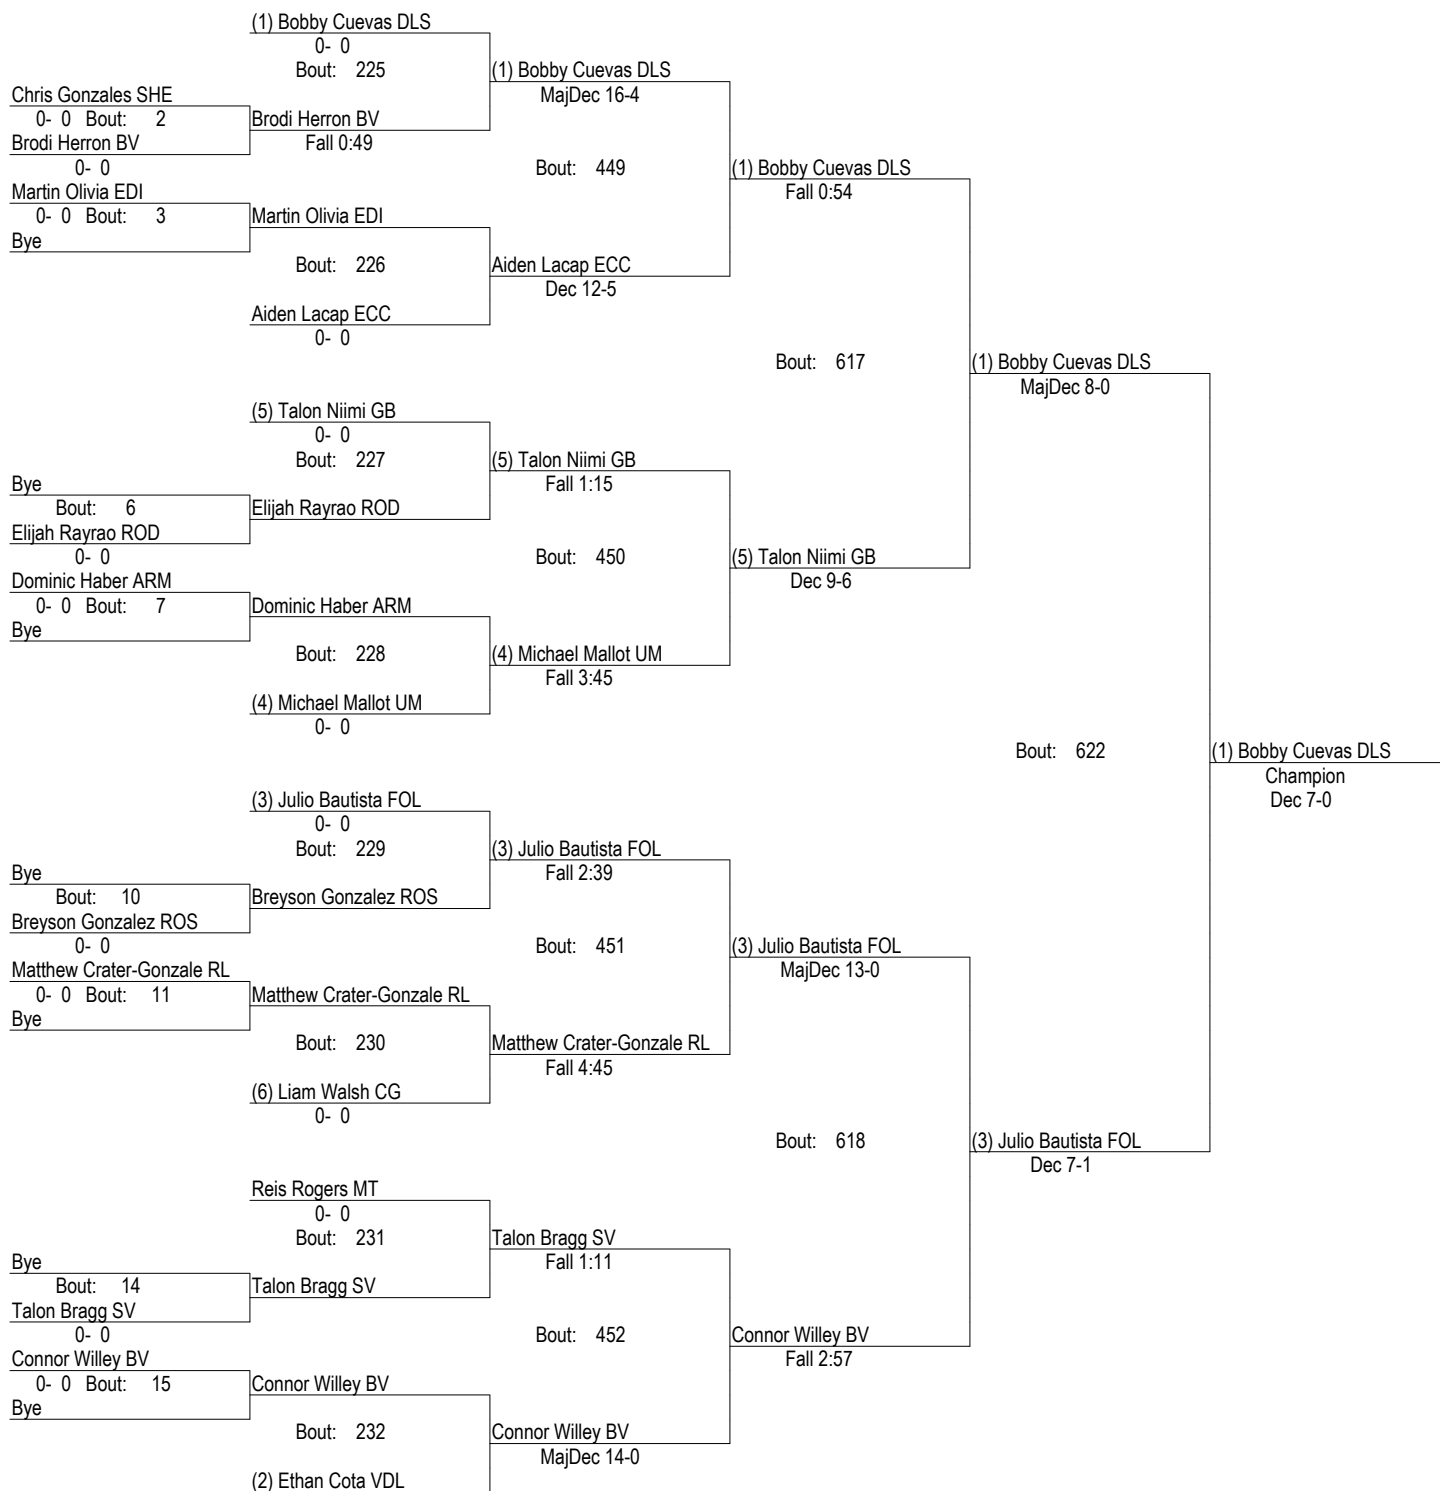 (1) Bobby Cuevas DLS
0- 0
Bout: 225
(1) Bobby Cuevas DLS
MajDec 16-4
Chris Gonzales SHE
0- 0 Bout: 2
Brodi Herron BV
Fall 0:49
Brodi Herron BV
0- 0
Bout: 449
(1) Bobby Cuevas DLS
Fall 0:54
Martin Olivia EDI
0- 0 Bout: 3
Martin Olivia EDI
Bye
Bout: 226
Aiden Lacap ECC
Dec 12-5
Aiden Lacap ECC
0- 0
Bout: 617
(1) Bobby Cuevas DLS
MajDec 8-0
(5) Talon Niimi GB
0- 0
Bout: 227
(5) Talon Niimi GB
Fall 1:15
Bye
Bout: 6
Elijah Rayrao ROD
Elijah Rayrao ROD
0- 0
Bout: 450
(5) Talon Niimi GB
Dec 9-6
Dominic Haber ARM
0- 0 Bout: 7
Dominic Haber ARM
Bye
Bout: 228
(4) Michael Mallot UM
Fall 3:45
(4) Michael Mallot UM
0- 0
Bout: 622
(1) Bobby Cuevas DLS
Champion
Dec 7-0
(3) Julio Bautista FOL
0- 0
Bout: 229
(3) Julio Bautista FOL
Fall 2:39
Bye
Bout: 10
Breyson Gonzalez ROS
Breyson Gonzalez ROS
0- 0
Bout: 451
(3) Julio Bautista FOL
MajDec 13-0
Matthew Crater-Gonzale RL
0- 0 Bout: 11
Matthew Crater-Gonzale RL
Bye
Bout: 230
Matthew Crater-Gonzale RL
Fall 4:45
(6) Liam Walsh CG
0- 0
Bout: 618
(3) Julio Bautista FOL
Dec 7-1
Reis Rogers MT
0- 0
Bout: 231
Talon Bragg SV
Fall 1:11
Bye
Bout: 14
Talon Bragg SV
Talon Bragg SV
0- 0
Bout: 452
Connor Willey BV
Fall 2:57
Connor Willey BV
0- 0 Bout: 15
Connor Willey BV
Bye
Bout: 232
Connor Willey BV
MajDec 14-0
(2) Ethan Cota VDL